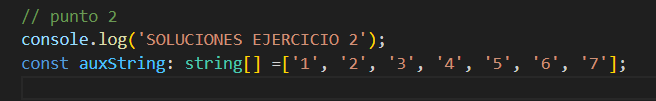 // punto 2
console.log('SOLUCIONES EJERCICIO 2');
const auxString: string[] =['1', '2', '3', '4', '5', '6', '7'];